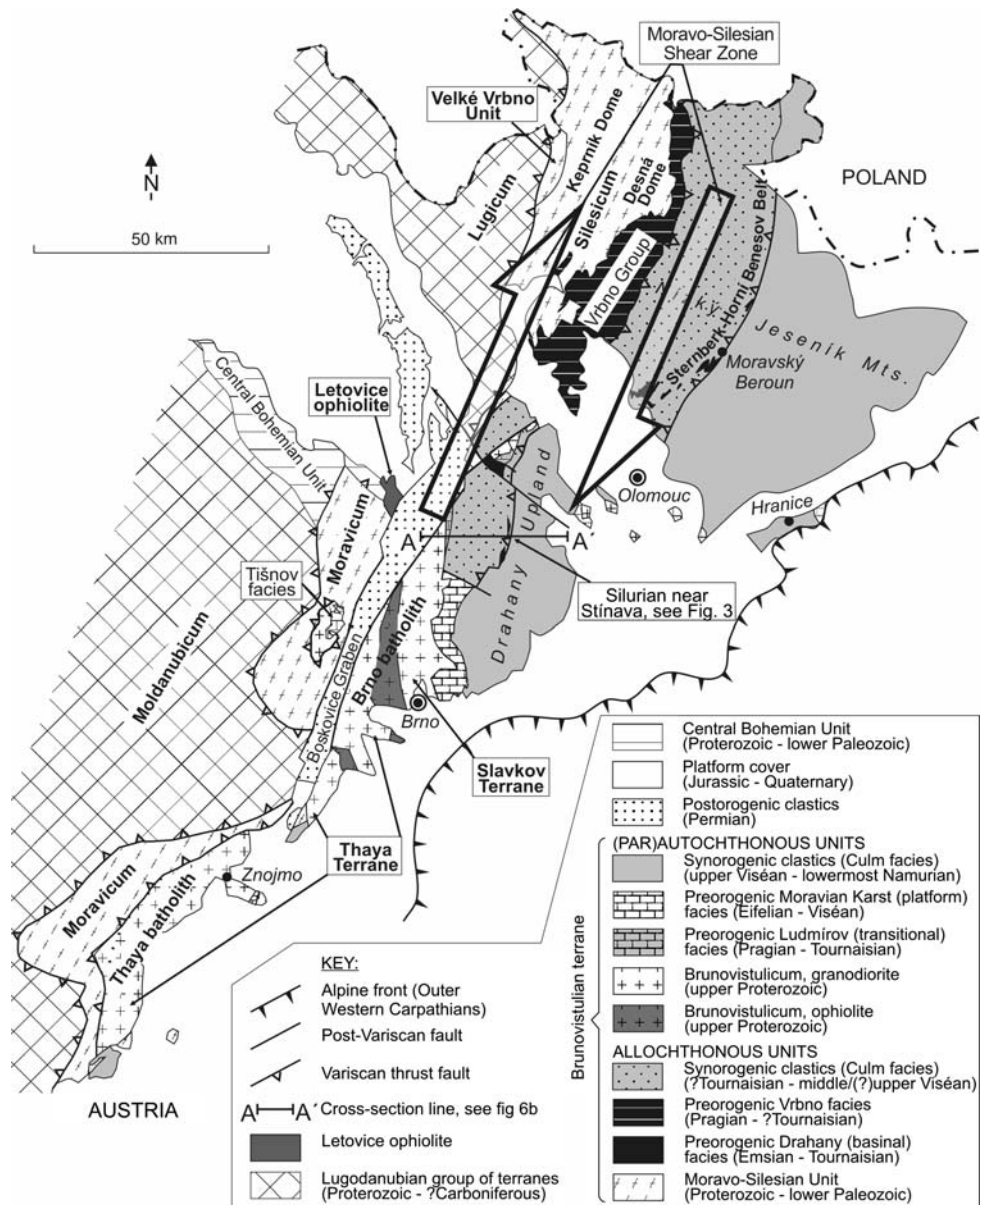 Moravo-Silesian
Shear Zone
Velké Vrbno
Unit
Keprník Dome
Silesicum
Desná
Dome
POLAND
N
Lugicum
50 km
Vrbno Group
Sternberk-Horní Benesov Belt
Nízký Jeseník Mts.
Moravský
Beroun
Letovice
ophiolite
Central Bohemian Unit
Olomouc
Hranice
Moravicum
A
A´
Drahany Upland
Tišnov
facies
Silurian near
Stínava, see Fig. 3
Moldanubicum
Boskovice Graben
Brno batholith
Brno
Slavkov
Terrane
Thaya
Terrane
Moravicum
Znojmo
Thaya batholith
AUSTRIA
KEY:
Alpine front (Outer
Western Carpathians)
Post-Variscan fault
Variscan thrust fault
A A´ Cross-section line, see fig 6b
Letovice ophiolite
Lugodanubian group of terranes
(Proterozoic - ?Carboniferous)
Central Bohemian Unit
(Proterozoic - lower Paleozoic)
Platform cover
(Jurassic - Quaternary)
Postorogenic clastics
(Permian)
Brunovistulian terrane
(PAR)AUTOCHTHONOUS UNITS
Synorogenic clastics (Culm facies)
(upper Viséan - lowermost Namurian)
Preorogenic Moravian Karst (platform)
facies (Eifelian - Viséan)
Preorogenic Ludmírov (transitional)
facies (Pragian - Tournaisian)
Brunovistulicum, granodiorite
(upper Proterozoic)
Brunovistulicum, ophiolite
(upper Proterozoic)
ALLOCHTHONOUS UNITS
Synorogenic clastics (Culm facies)
(?Tournaisian - middle/(?)upper Viséan)
Preorogenic Vrbno facies
(Pragian - ?Tournaisian)
Preorogenic Drahany (basinal)
facies (Emsian - Tournaisian)
Moravo-Silesian Unit
(Proterozoic - lower Paleozoic)